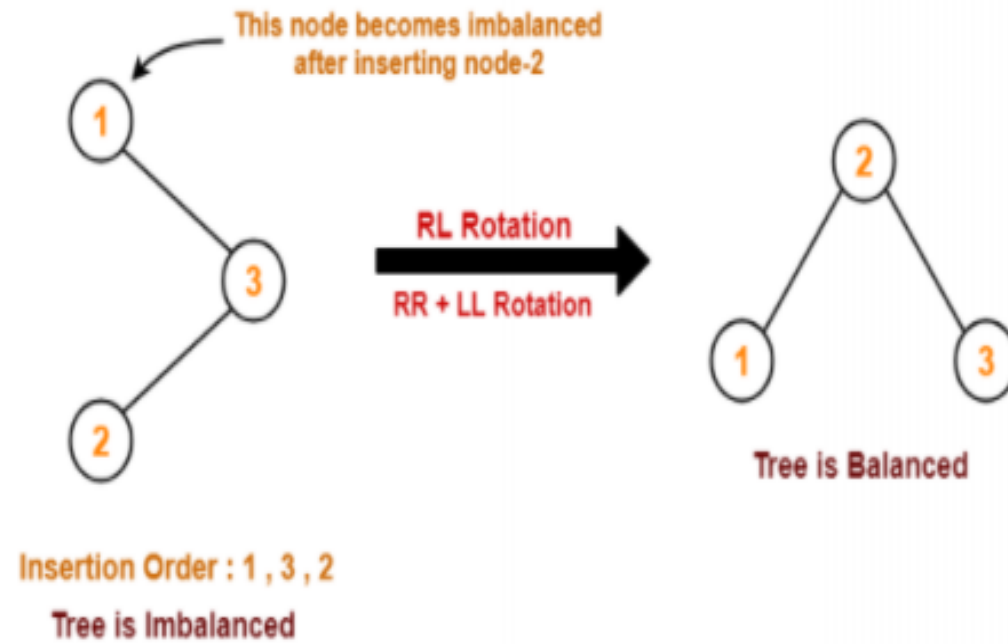 This node becomes imbalanced
after inserting node-2
1
3
2
RL Rotation
RR + LL Rotation
2
1
3
Tree is Balanced
Insertion Order : 1 , 3 , 2
Tree is Imbalanced